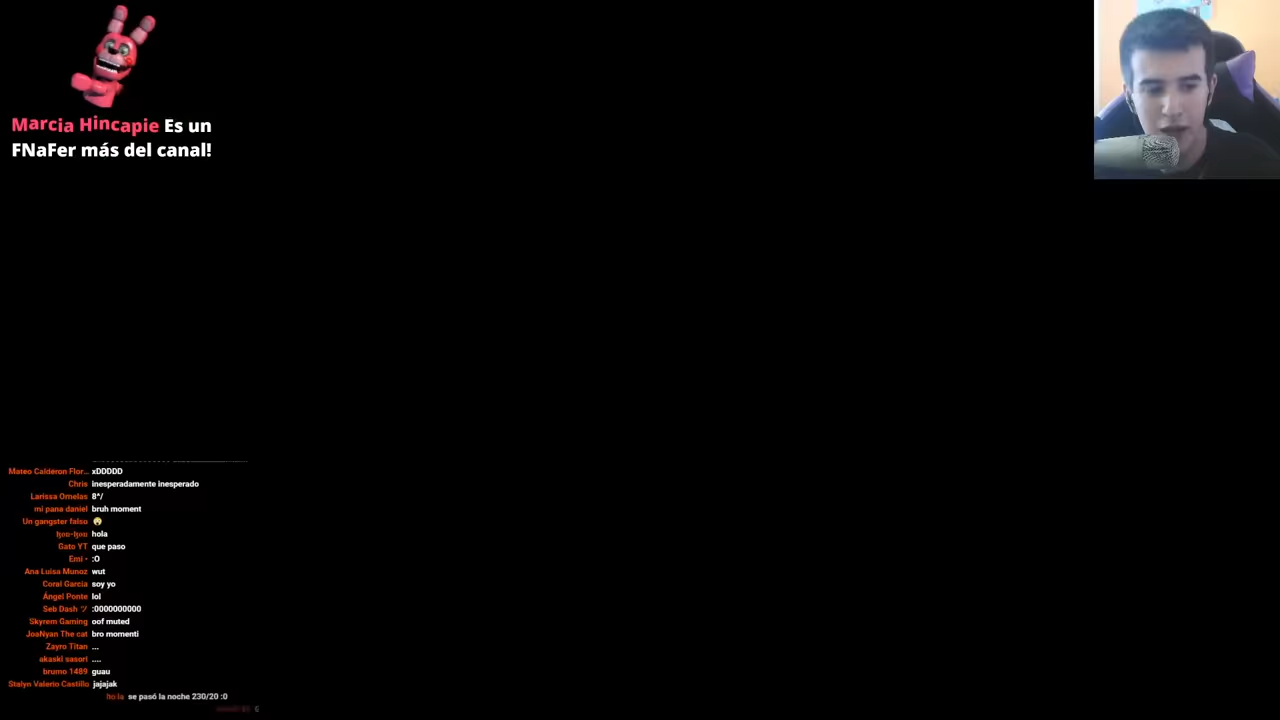 Marcia Hincapie Es un
FNaFer más del canal!
Mateo Calderon Flor... xDDDDD
Chris inesperadamente inesperado
Larissa Ornelas 8^/
mi pana daniel bruh moment
Un gangster falso 😨
hola
Gato YT que paso
Emi • :O
Ana Luisa Munoz wut
Coral Garcia soy yo
Ángel Ponte lol
Seb Dash ツ :0000000000
Skyrem Gaming oof muted
JoaNyan The cat bro momenti
Zayro Titan ...
akaski sasori ....
brumo 1489 guau
Stalyn Valerio Castillo jajajak
ho la se pasó la noche 230/20 :0